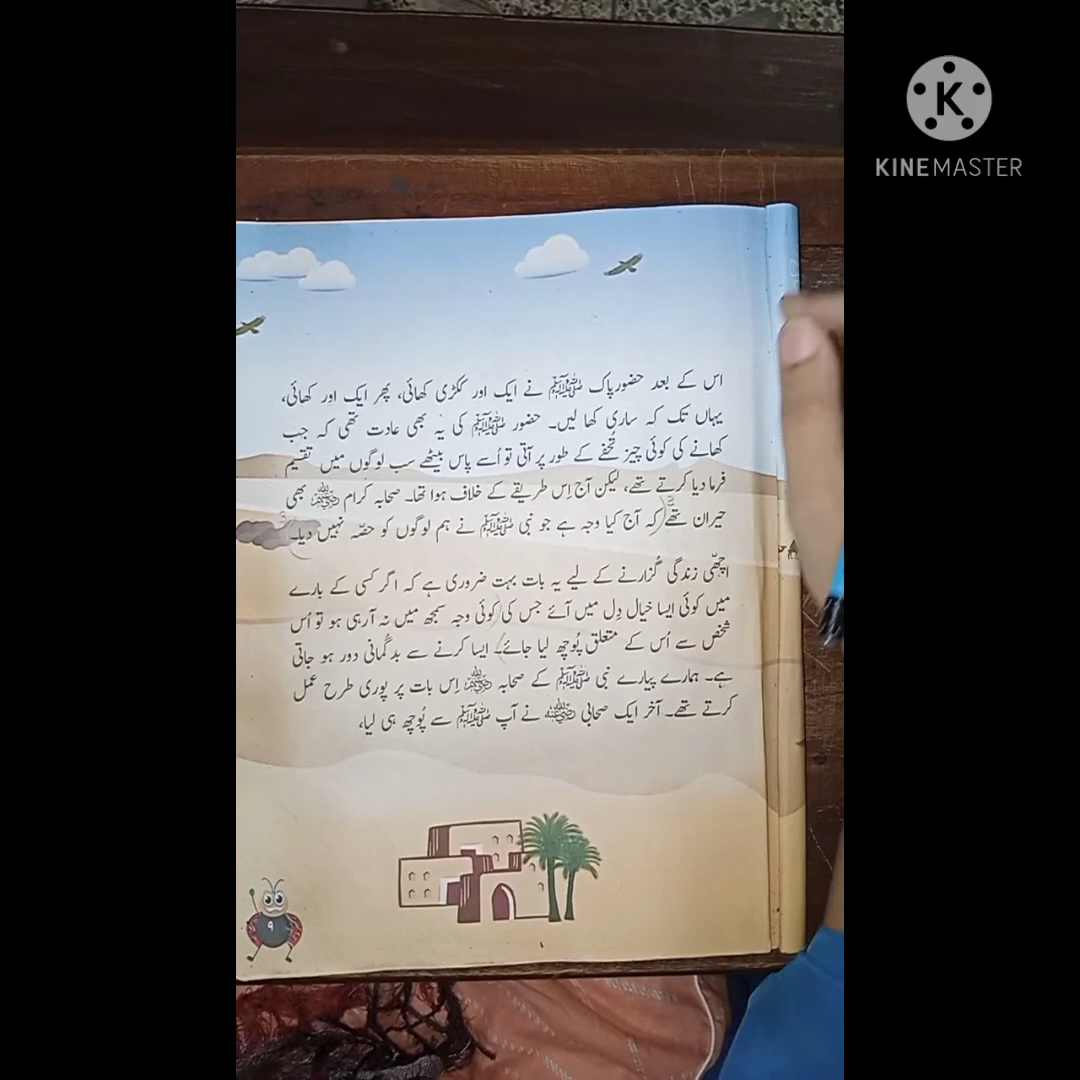 اس کے بعد حضور پاک ﷺ نے ایک اور ککڑی کھائی، پھر ایک اور کھائی،
یہاں تک کہ ساری کھا لیں۔ حضور ﷺ کی یہ بھی عادت تھی کہ جب
کھانے کی کوئی چیز تُحفے کے طور پر آتی تو اُسے پاس بیٹھے سب لوگوں میں تقسیم
فرما دیا کرتے تھے، لیکن آج اِس طریقے کے خلاف ہوا تھا۔ صحابہ کرام رضی اللہ عنہم بھی
حیران تھے کہ آج کیا وجہ ہے جو نبی ﷺ نے ہم لوگوں کو حصّہ نہیں دیا۔
اچھّی زندگی گزارنے کے لیے یہ بات بہت ضروری ہے کہ اگر کسی کے بارے
میں کوئی ایسا خیال دِل میں آئے جس کی کوئی وجہ سمجھ میں نہ آ رہی ہو تو اُس
شخص سے اُس کے متعلق پُوچھ لیا جائے۔ ایسا کرنے سے بدگُمانی دور ہو جاتی
ہے۔ ہمارے پیارے نبی ﷺ کے صحابہ رضی اللہ عنہم اِس بات پر پوری طرح عمل
کرتے تھے۔ آخر ایک صحابی رضی اللہ عنہ نے آپ ﷺ سے پُوچھ ہی لیا،
۹
K
KINEMASTER